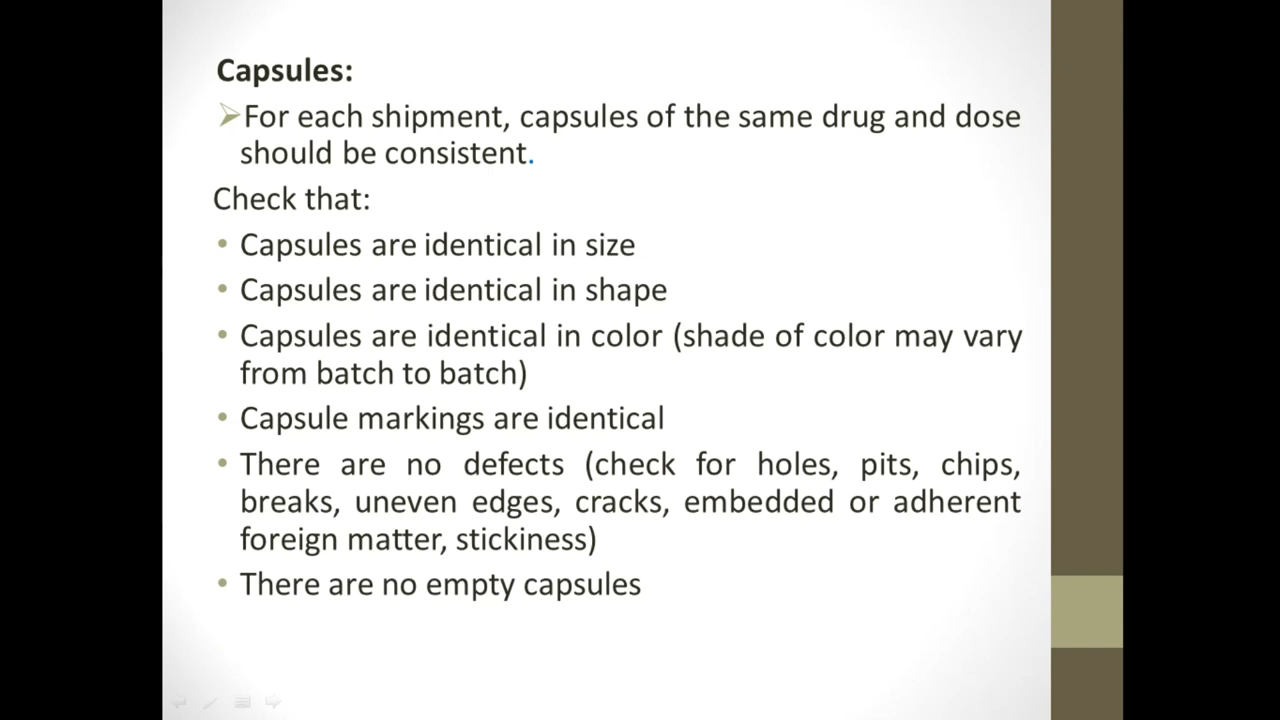 Capsules:
➢For each shipment, capsules of the same drug and dose
should be consistent.
Check that:
• Capsules are identical in size
• Capsules are identical in shape
• Capsules are identical in color (shade of color may vary
from batch to batch)
• Capsule markings are identical
• There are no defects (check for holes, pits, chips,
breaks, uneven edges, cracks, embedded or adherent
foreign matter, stickiness)
• There are no empty capsules